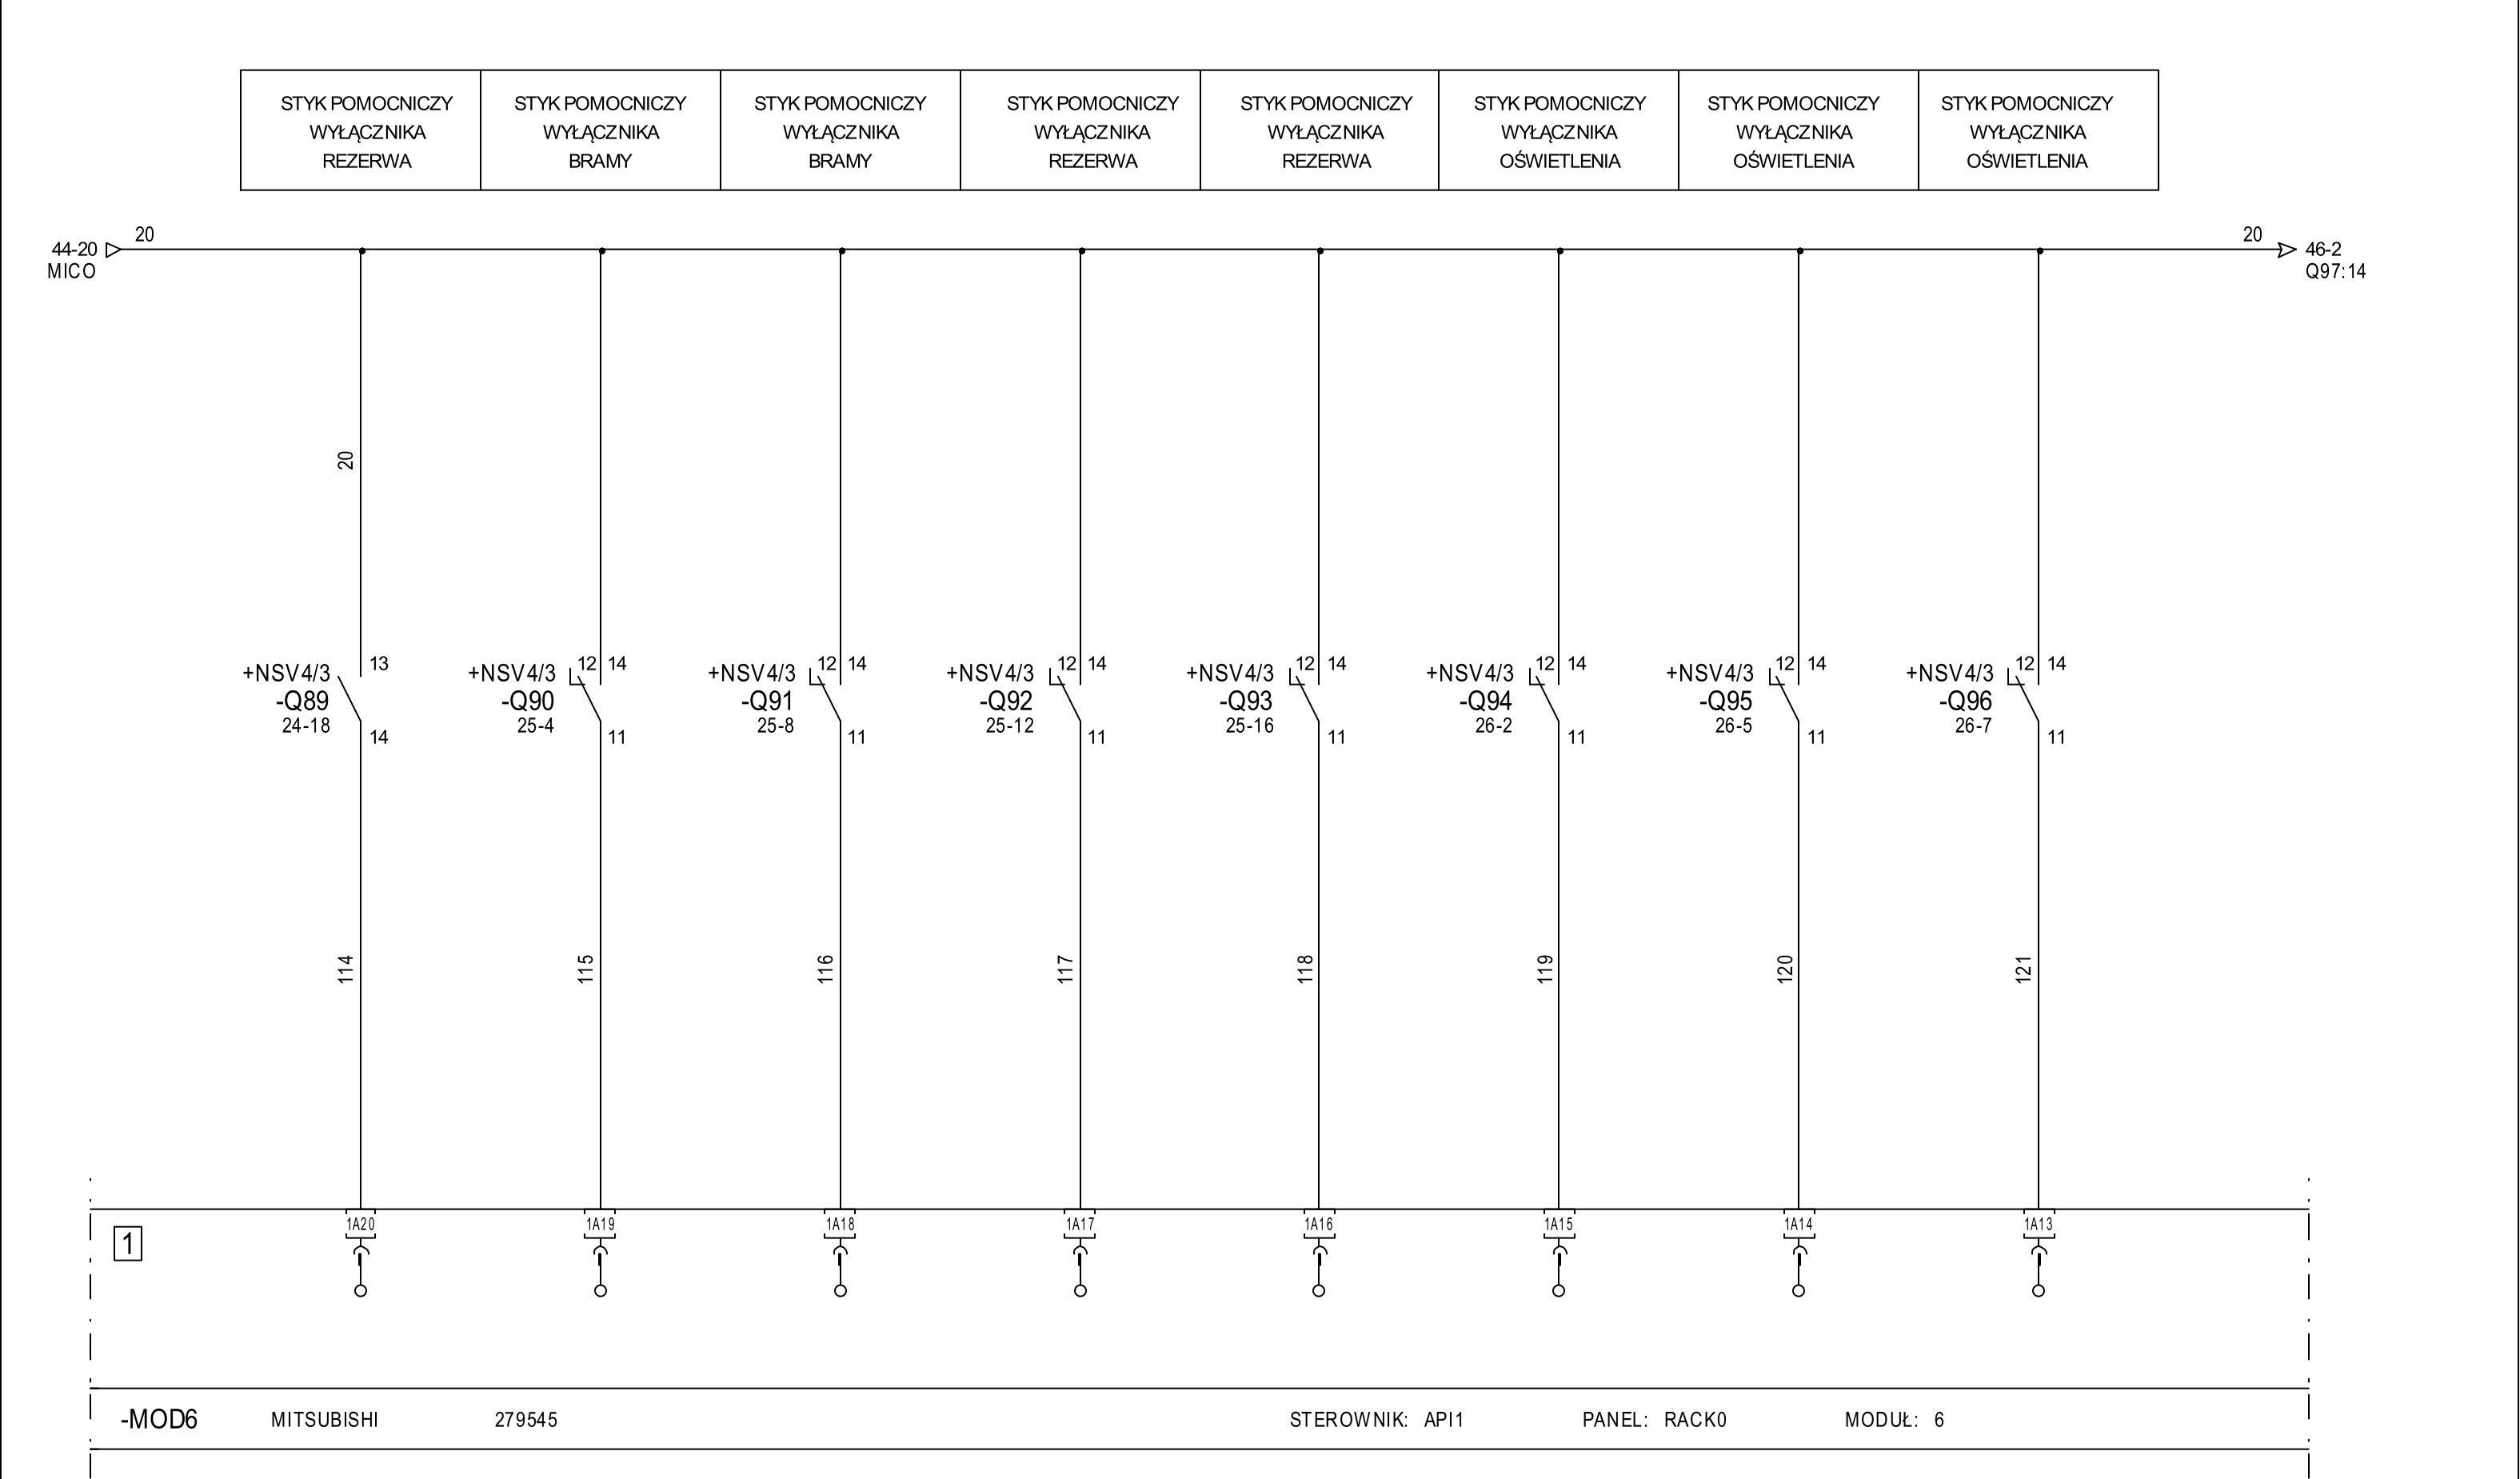 STYK POMOCNICZY
WYŁĄCZNIKA
REZERWA
STYK POMOCNICZY
WYŁĄCZNIKA
BRAMY
STYK POMOCNICZY
WYŁĄCZNIKA
BRAMY
STYK POMOCNICZY
WYŁĄCZNIKA
REZERWA
STYK POMOCNICZY
WYŁĄCZNIKA
REZERWA
STYK POMOCNICZY
WYŁĄCZNIKA
OŚWIETLENIA
STYK POMOCNICZY
WYŁĄCZNIKA
OŚWIETLENIA
STYK POMOCNICZY
WYŁĄCZNIKA
OŚWIETLENIA
44-20
MICO
20
20
46-2
Q97:14
20
+NSV4/3
-Q89
24-18
13
14
+NSV4/3
-Q90
25-4
12 14
11
+NSV4/3
-Q91
25-8
12 14
11
+NSV4/3
-Q92
25-12
12 14
11
+NSV4/3
-Q93
25-16
12 14
11
+NSV4/3
-Q94
26-2
12 14
11
+NSV4/3
-Q95
26-5
12 14
11
+NSV4/3
-Q96
26-7
12 14
11
114
115
116
117
118
119
120
121
1A20
1A19
1A18
1A17
1A16
1A15
1A14
1A13
1
-MOD6 MITSUBISHI 279545 STEROWNIK: API1 PANEL: RACK0 MODUŁ: 6